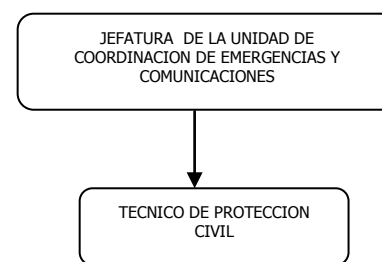 JEFATURA DE LA UNIDAD DE
COORDINACION DE EMERGENCIAS Y
COMUNICACIONES
TECNICO DE PROTECCION
CIVIL